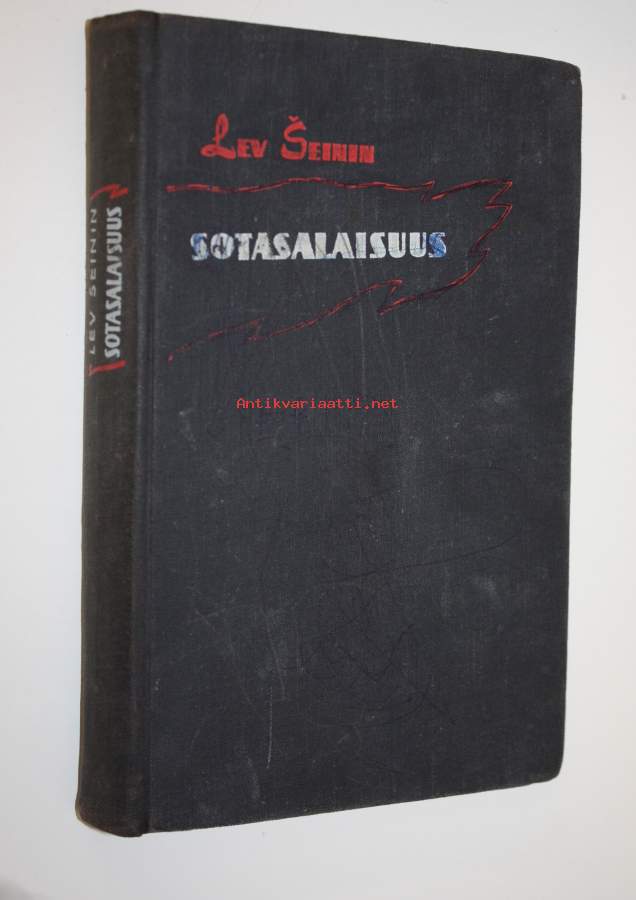 Lev Šeinin
SOTASALAISUUS
Antikvariaatti.net
LEV ŠEININ
SOTASALAISUUS